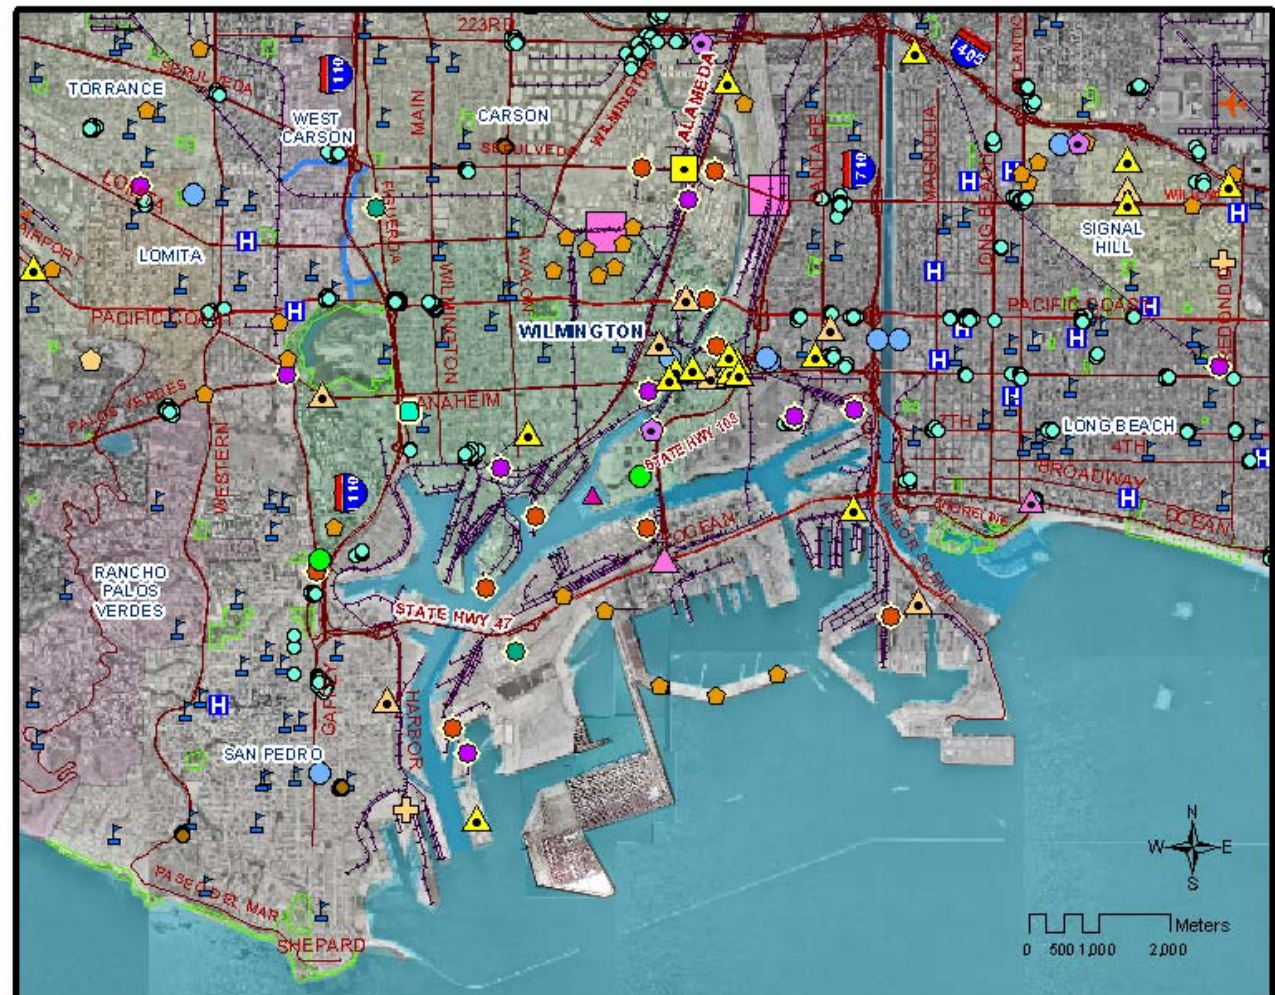 223RD
1405
ATLANTIC
TORRANCE
SEPULVEDA
110
WEST
CARSON
MAIN
CARSON
WILMINGTON
ALAMEDA
SEPULVEDA
710
MAGNOLIA
LONG BEACH
H
H
LOMITA
FIGUEROA
WILLOW
H
SIGNAL
HILL
AIRPORT
LOMITA
H
AVALON
WILMINGTON
H
H
PACIFIC COAST
H
PACIFIC COAST
H
WILMINGTON
H
H
H
REDONDO
PALOS VERDES
ANAHEIM
H
7TH
LONG BEACH
4TH
WESTERN
STATE HWY 103
BROADWAY
H
110
H
OCEAN
SHORELINE
OCEAN
HARBOR SCENIC
RANCHO
PALOS
VERDES
STATE HWY 47
H
GAFFEY
HARBOR
SAN PEDRO
N
W
E
S
PASEO DEL MAR
SHEPARD
Meters
0 500 1,000 2,000